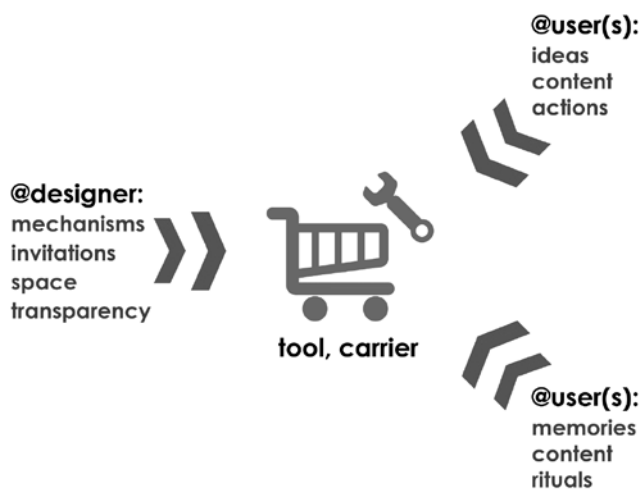 @user(s):
ideas
content
actions
@designer:
mechanisms
invitations
space
transparency
tool, carrier
@user(s):
memories
content
rituals